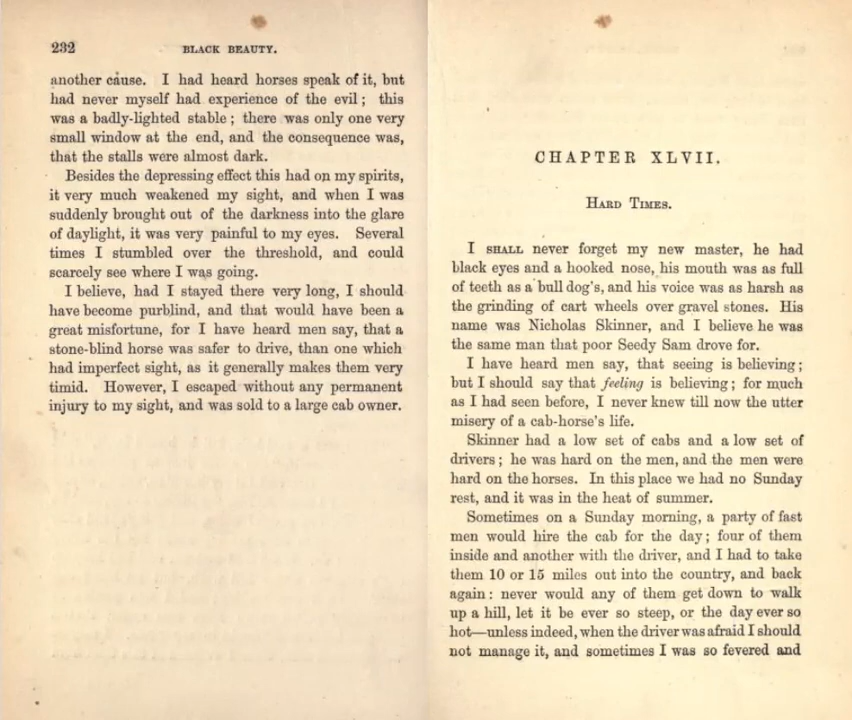 232
BLACK BEAUTY.
another cause. I had heard horses speak of it, but
had never myself had experience of the evil; this
was a badly-lighted stable; there was only one very
small window at the end, and the consequence was,
that the stalls were almost dark.
Besides the depressing effect this had on my spirits,
it very much weakened my sight, and when I was
suddenly brought out of the darkness into the glare
of daylight, it was very painful to my eyes. Several
times I stumbled over the threshold, and could
scarcely see where I was going.
I believe, had I stayed there very long, I should
have become purblind, and that would have been a
great misfortune, for I have heard men say, that a
stone-blind horse was safer to drive, than one which
had imperfect sight, as it generally makes them very
timid. However, I escaped without any permanent
injury to my sight, and was sold to a large cab owner.
CHAPTER XLVII.
HARD TIMES.
I SHALL never forget my new master, he had
black eyes and a hooked nose, his mouth was as full
of teeth as a bull dog's, and his voice was as harsh as
the grinding of cart wheels over gravel stones. His
name was Nicholas Skinner, and I believe he was
the same man that poor Seedy Sam drove for.
I have heard men say, that seeing is believing;
but I should say that feeling is believing; for much
as I had seen before, I never knew till now the utter
misery of a cab-horse's life.
Skinner had a low set of cabs and a low set of
drivers; he was hard on the men, and the men were
hard on the horses. In this place we had no Sunday
rest, and it was in the heat of summer.
Sometimes on a Sunday morning, a party of fast
men would hire the cab for the day; four of them
inside and another with the driver, and I had to take
them 10 or 15 miles out into the country, and back
again: never would any of them get down to walk
up a hill, let it be ever so steep, or the day ever so
hot—unless indeed, when the driver was afraid I should
not manage it, and sometimes I was so fevered and